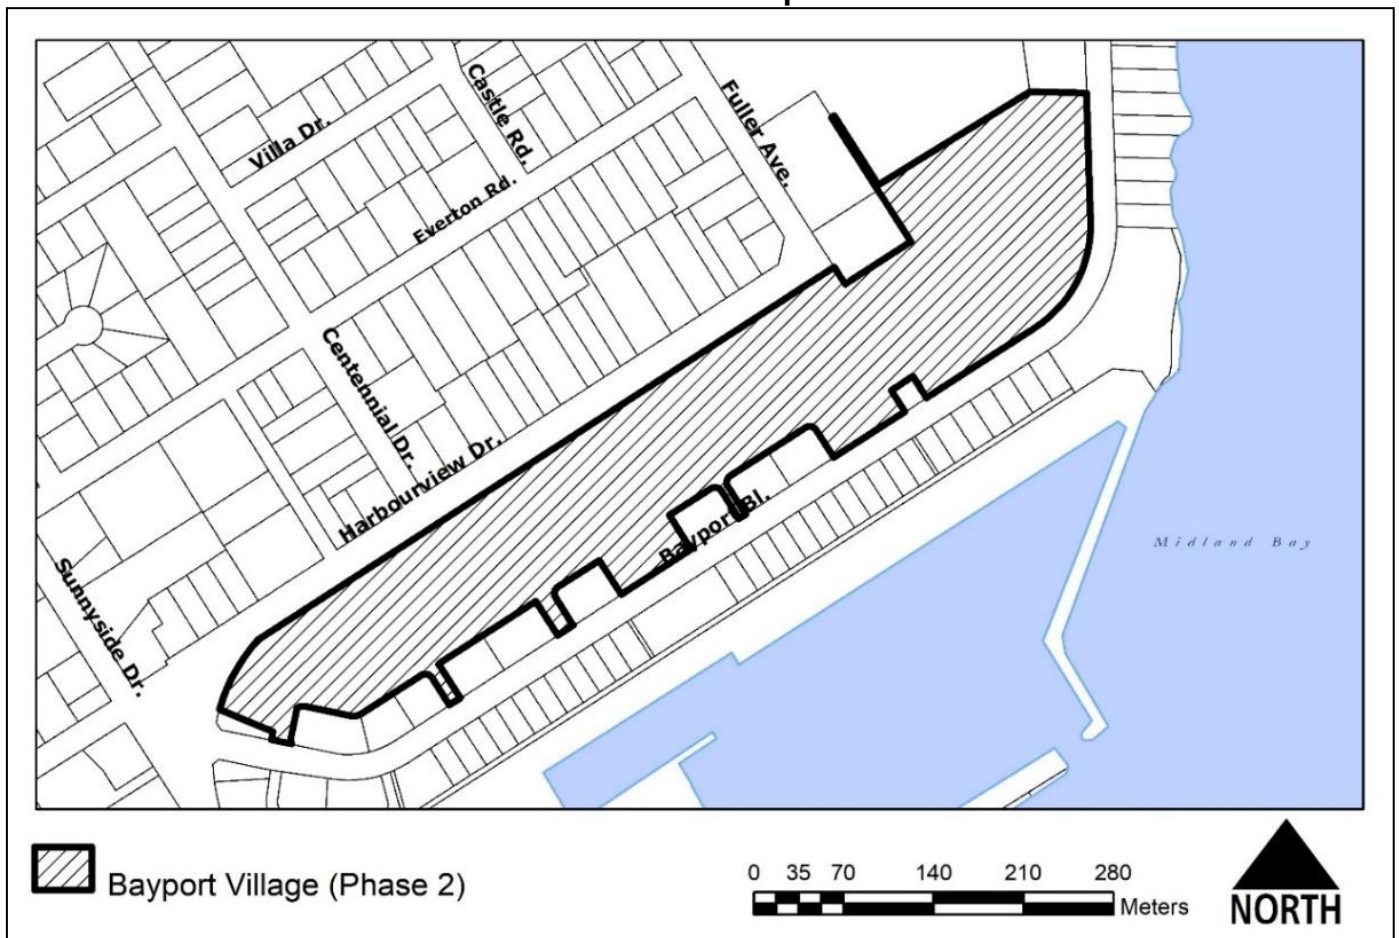 Castle Rd.
Fuller Ave.
Villa Dr.
Everton Rd.
Centennial Dr.
Harbourview Dr.
Bayport Bl.
Midland Bay
Sunnyside Dr.
Bayport Village (Phase 2)
0 35 70 140 210 280
Meters
NORTH